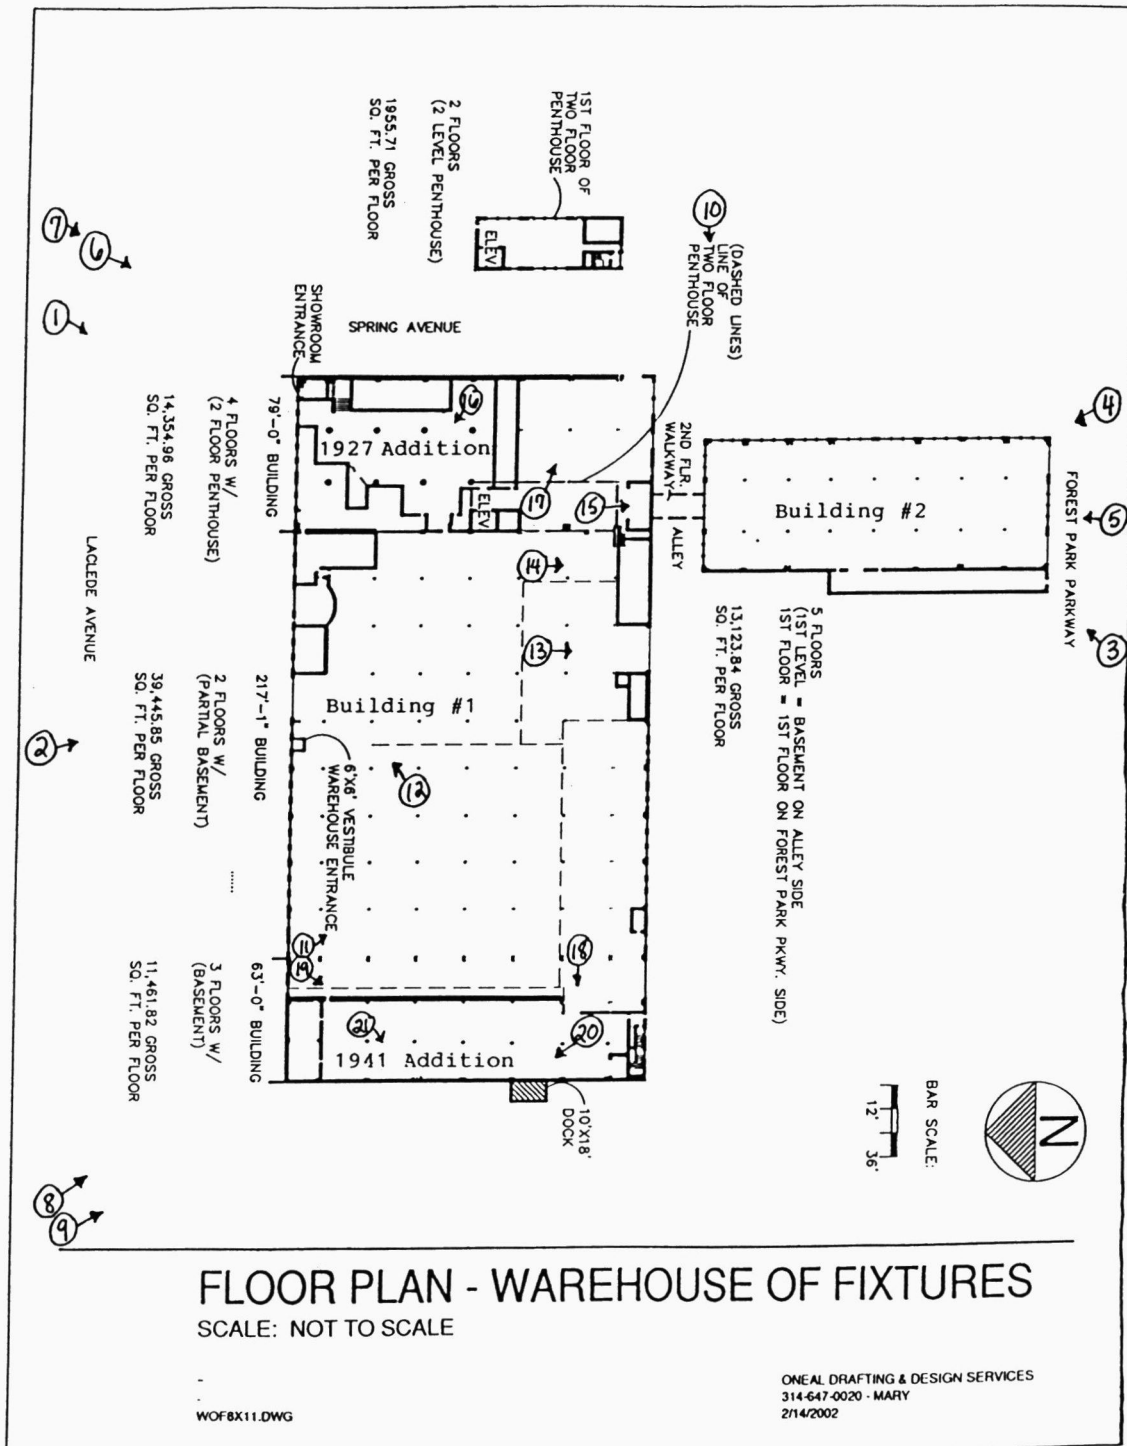 1ST FLOOR OF
TWO FLOOR
PENTHOUSE
2 FLOORS
(2 LEVEL PENTHOUSE)
1955.71 GROSS
SQ. FT. PER FLOOR
ELEV
10
(DASHED LINES)
LINE OF
TWO FLOOR
PENTHOUSE
7
6
1
SPRING AVENUE
SHOWROOM
ENTRANCE
4
2ND FLR.
WALKWAY
ALLEY
16
1927 Addition
ELEV
17
15
Building #2
FOREST PARK PARKWAY
5
3
79'-0" BUILDING
4 FLOORS W/
(2 FLOOR PENTHOUSE)
14,354.96 GROSS
SQ. FT. PER FLOOR
LACLEDE AVENUE
14
13
5 FLOORS
(1ST LEVEL = BASEMENT ON ALLEY SIDE
1ST FLOOR = 1ST FLOOR ON FOREST PARK PKWY. SIDE)
13,123.84 GROSS
SQ. FT. PER FLOOR
Building #1
2
217'-1" BUILDING
2 FLOORS W/
(PARTIAL BASEMENT)
39,445.85 GROSS
SQ. FT. PER FLOOR
12
6'X6' VESTIBULE
WAREHOUSE ENTRANCE
11
19
18
63'-0" BUILDING
3 FLOORS W/
(BASEMENT)
11,461.82 GROSS
SQ. FT. PER FLOOR
21
20
1941 Addition
10'X18'
DOCK
BAR SCALE:
12'
36'
N
8
9
FLOOR PLAN - WAREHOUSE OF FIXTURES
SCALE: NOT TO SCALE
WOF8X11.DWG
ONEAL DRAFTING & DESIGN SERVICES
314-647-0020 - MARY
2/14/2002